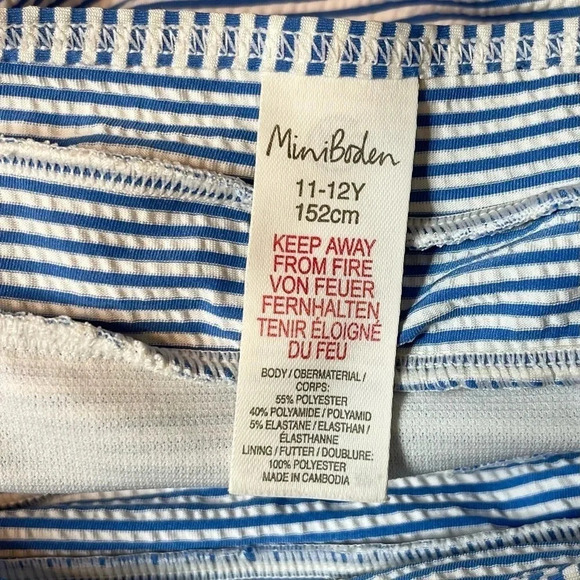 MiniBoden
11-12Y
152cm
KEEP AWAY
FROM FIRE
VON FEUER
FERNHALTEN
TENIR ÉLOIGNÉ
DU FEU
BODY / OBERMATERIAL /
CORPS:
55% POLYESTER
40% POLYAMIDE / POLYAMID
5% ELASTANE / ELASTHAN /
ÉLASTHANNE
LINING / FUTTER / DOUBLURE:
100% POLYESTER
MADE IN CAMBODIA